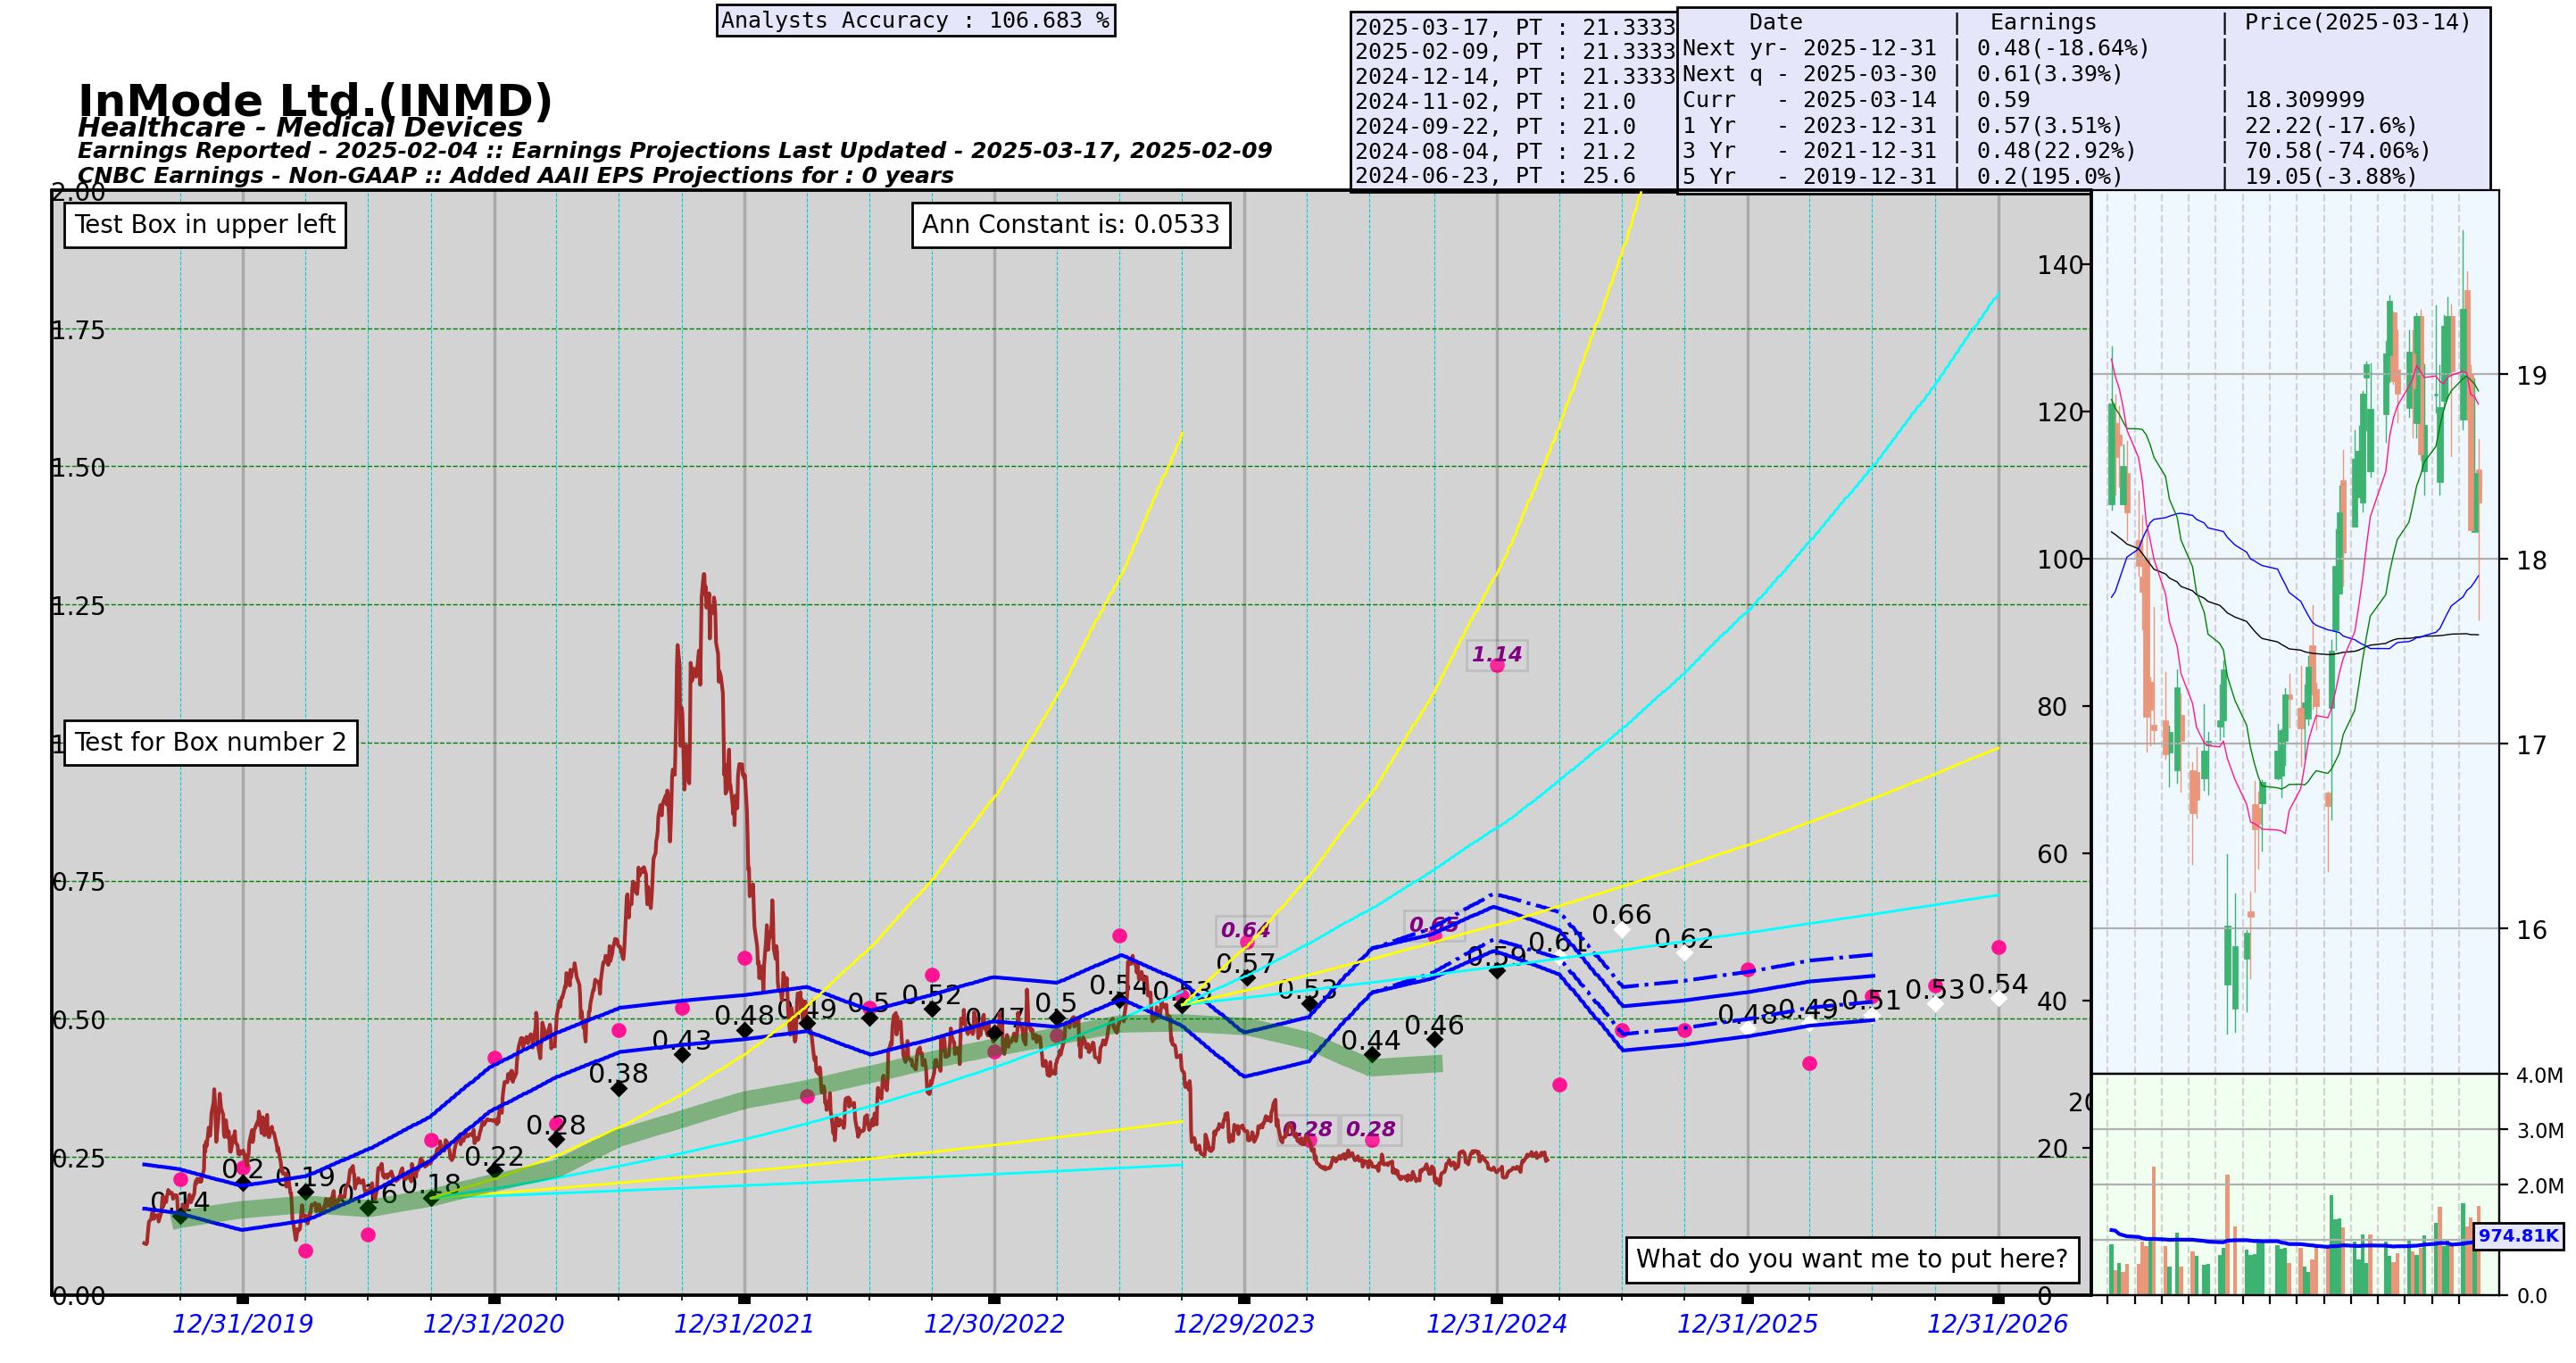 Analysts Accuracy : 106.683 %
2025-03-17, PT : 21.3333
2025-02-09, PT : 21.3333
2024-12-14, PT : 21.3333
2024-11-02, PT : 21.0
2024-09-22, PT : 21.0
2024-08-04, PT : 21.2
2024-06-23, PT : 25.6
Date | Earnings | Price(2025-03-14)
Next yr- 2025-12-31 | 0.48(-18.64%) |
Next q - 2025-03-30 | 0.61(3.39%) |
Curr - 2025-03-14 | 0.59 | 18.309999
1 Yr - 2023-12-31 | 0.57(3.51%) | 22.22(-17.6%)
3 Yr - 2021-12-31 | 0.48(22.92%) | 70.58(-74.06%)
5 Yr - 2019-12-31 | 0.2(195.0%) | 19.05(-3.88%)
InMode Ltd.(INMD)
Healthcare - Medical Devices
Earnings Reported - 2025-02-04 :: Earnings Projections Last Updated - 2025-03-17, 2025-02-09
CNBC Earnings - Non-GAAP :: Added AAII EPS Projections for : 0 years
2.00
Test Box in upper left
Ann Constant is: 0.0533
1.75
1.50
1.25
Test for Box number 2
0.75
0.50
0.25
0.00
140
120
100
80
60
40
20
0
1.14
0.64
0.65
0.28
0.28
0.14
0.2
0.19
0.16
0.18
0.22
0.28
0.38
0.43
0.48
0.49
0.5
0.52
0.47
0.5
0.54
0.53
0.57
0.53
0.44
0.46
0.59
0.61
0.66
0.62
0.48
0.49
0.51
0.53
0.54
What do you want me to put here?
12/31/2019
12/31/2020
12/31/2021
12/30/2022
12/29/2023
12/31/2024
12/31/2025
12/31/2026
19
18
17
16
4.0M
3.0M
2.0M
974.81K
0.0